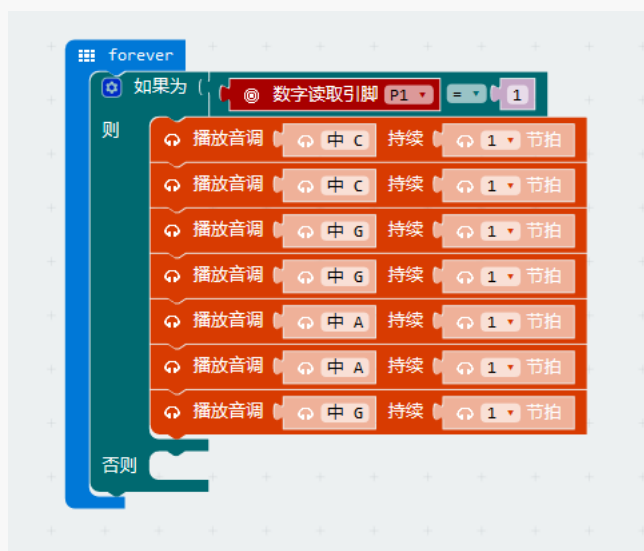 forever
如果为 数字读取引脚 P1 = 1
则
播放音调 中 C 持续 1 节拍
播放音调 中 C 持续 1 节拍
播放音调 中 G 持续 1 节拍
播放音调 中 G 持续 1 节拍
播放音调 中 A 持续 1 节拍
播放音调 中 A 持续 1 节拍
播放音调 中 G 持续 1 节拍
否则